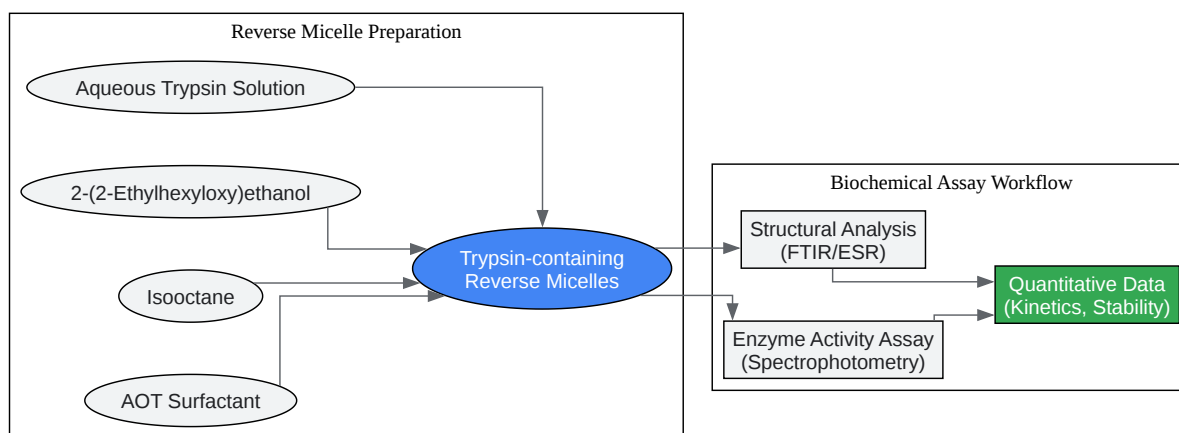 Reverse Micelle Preparation
Aqueous Trypsin Solution
2-(2-Ethylhexyloxy)ethanol
Isooctane
AOT Surfactant
Trypsin-containing
Reverse Micelles
Biochemical Assay Workflow
Structural Analysis
(FTIR/ESR)
Enzyme Activity Assay
(Spectrophotometry)
Quantitative Data
(Kinetics, Stability)